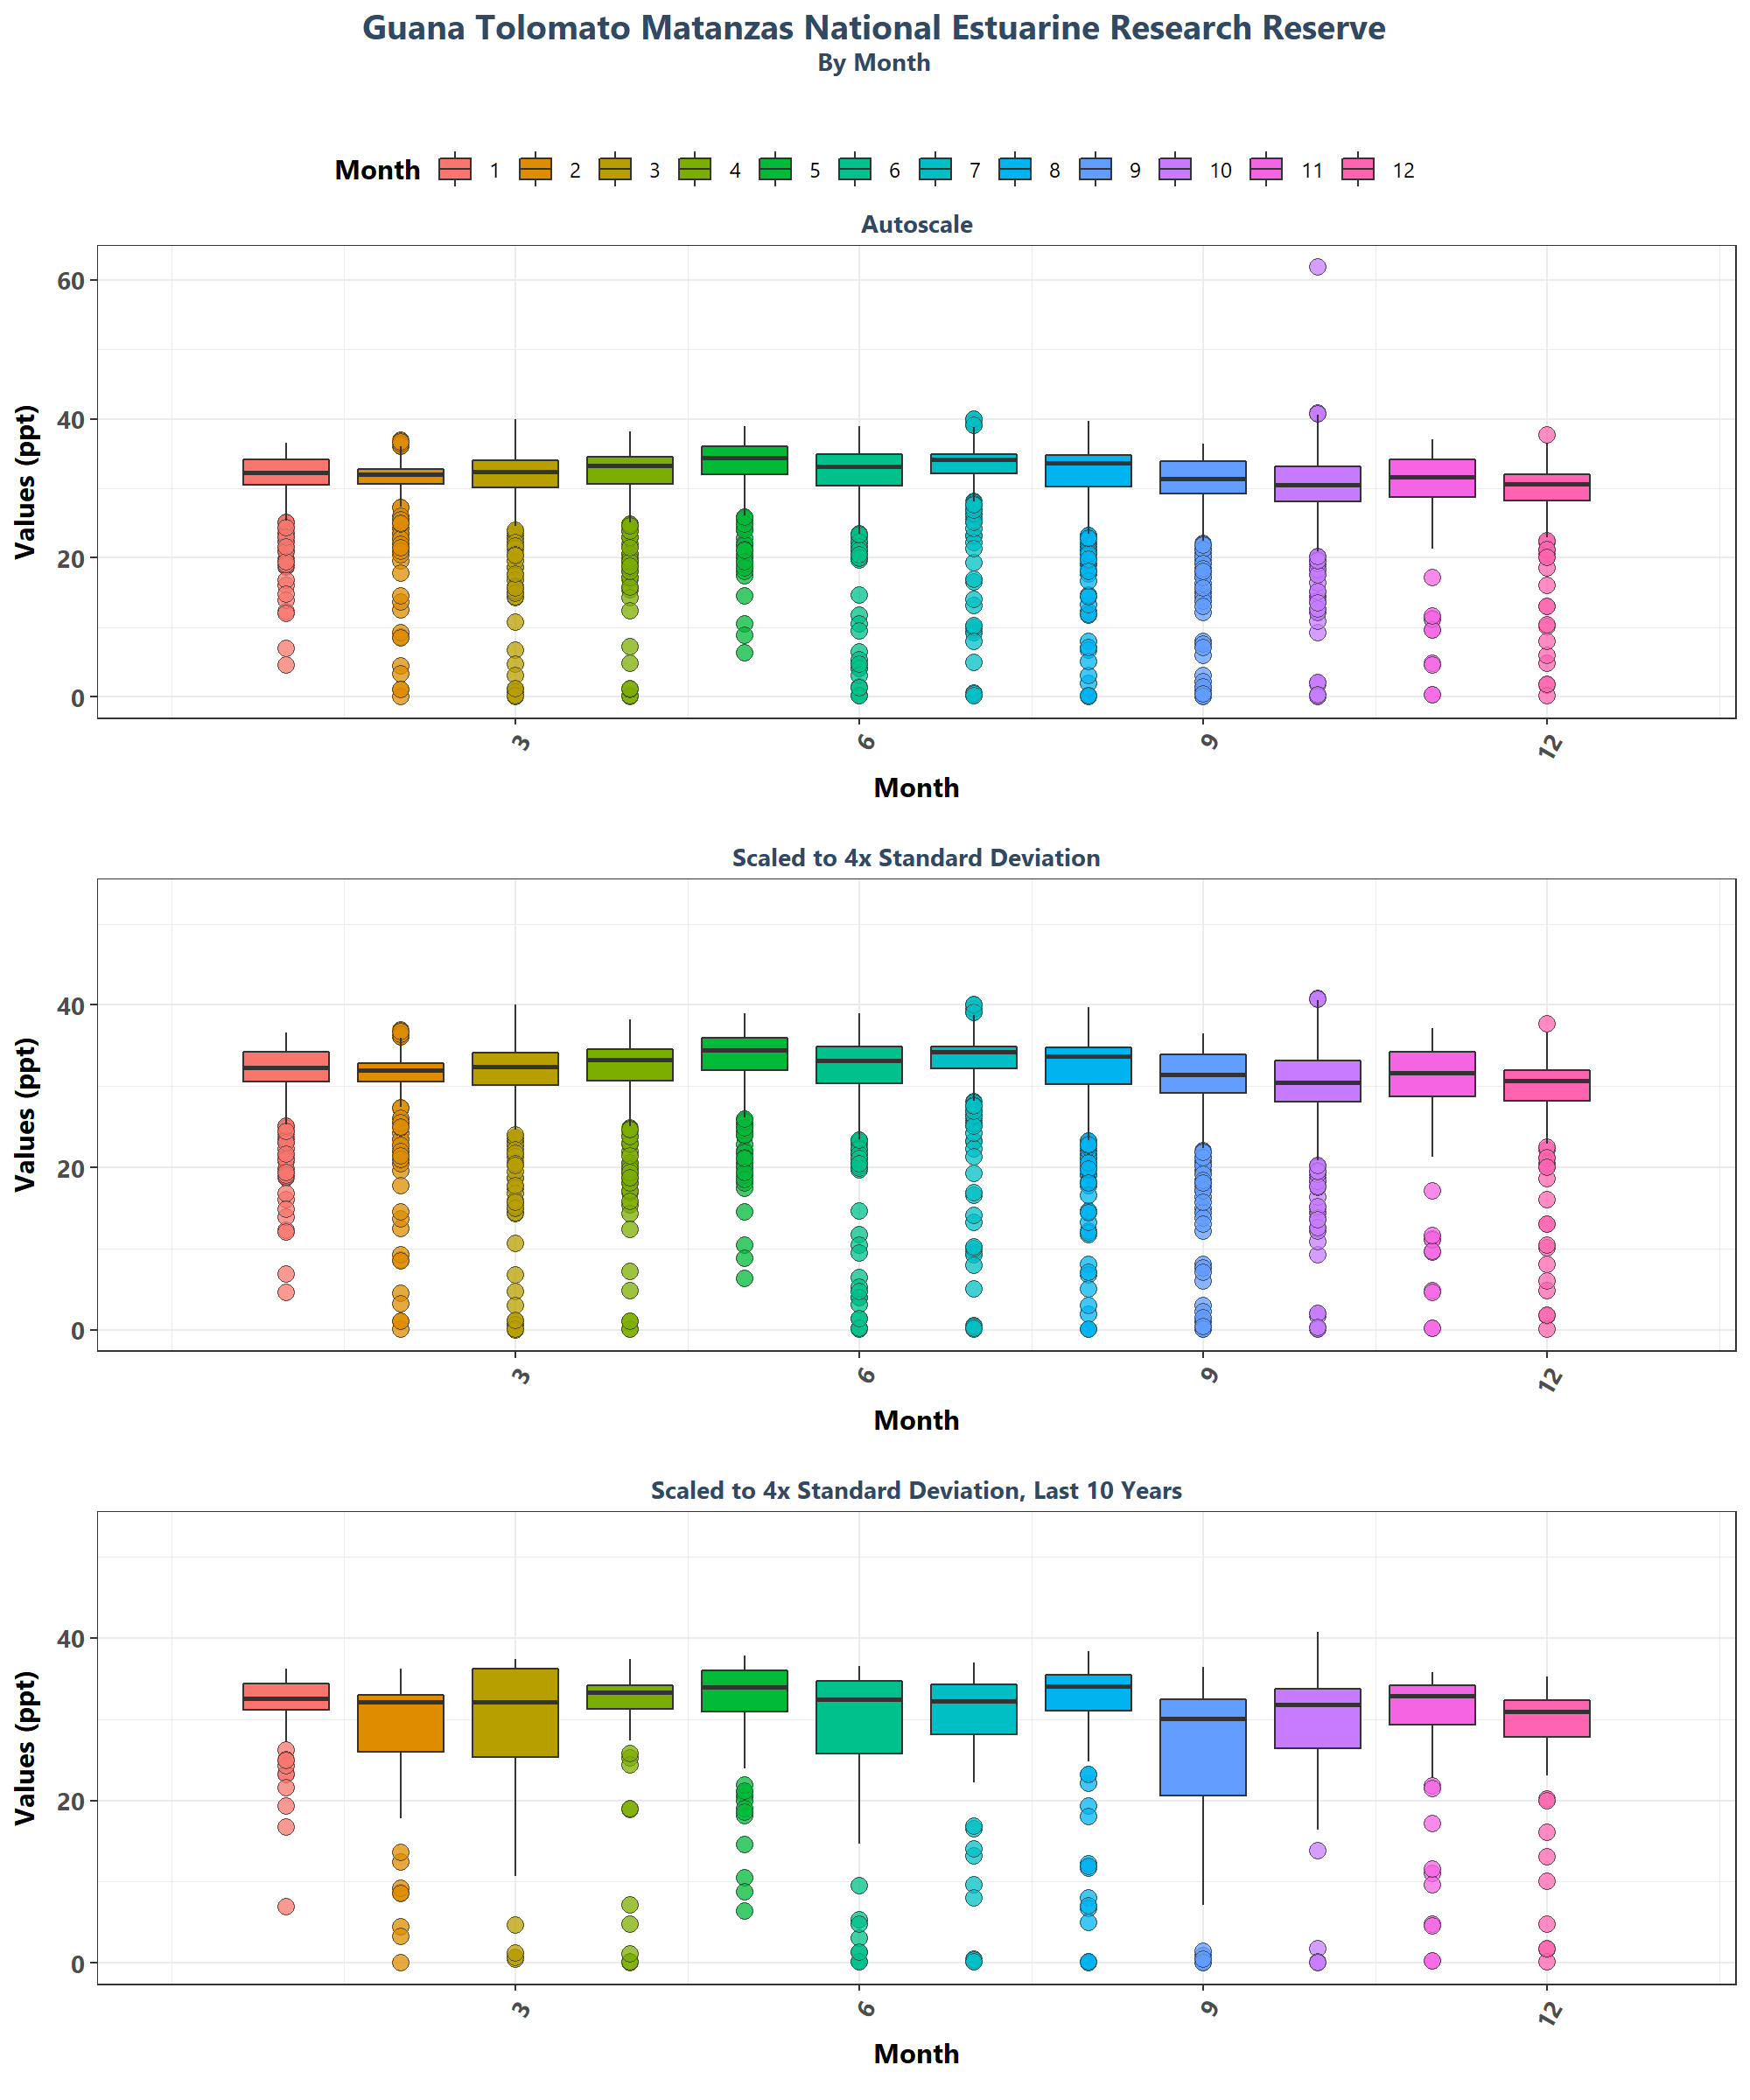 Guana Tolomato Matanzas National Estuarine Research Reserve
By Month
Month 1 2 3 4 5 6 7 8 9 10 11 12
Autoscale
Values (ppt)
60
40
20
0
3 6 9 12
Month
Scaled to 4x Standard Deviation
Values (ppt)
40
20
0
3 6 9 12
Month
Scaled to 4x Standard Deviation, Last 10 Years
Values (ppt)
40
20
0
3 6 9 12
Month